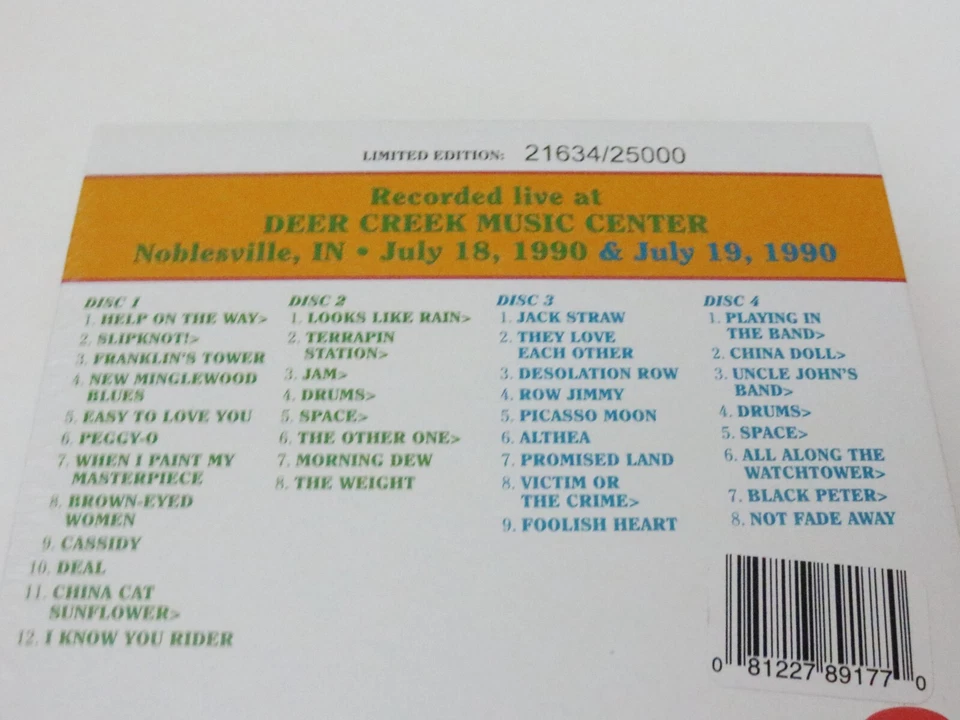 LIMITED EDITION: 21634/25000
Recorded live at
DEER CREEK MUSIC CENTER
Noblesville, IN • July 18, 1990 & July 19, 1990
DISC 1
1. HELP ON THE WAY>
2. SLIPKNOT!>
3. FRANKLIN'S TOWER
4. NEW MINGLEWOOD
BLUES
5. EASY TO LOVE YOU
6. PEGGY-O
7. WHEN I PAINT MY
MASTERPIECE
8. BROWN-EYED
WOMEN
9. CASSIDY
10. DEAL
11. CHINA CAT
SUNFLOWER>
12. I KNOW YOU RIDER
DISC 2
1. LOOKS LIKE RAIN>
2. TERRAPIN
STATION>
3. JAM>
4. DRUMS>
5. SPACE>
6. THE OTHER ONE>
7. MORNING DEW
8. THE WEIGHT
DISC 3
1. JACK STRAW
2. THEY LOVE
EACH OTHER
3. DESOLATION ROW
4. ROW JIMMY
5. PICASSO MOON
6. ALTHEA
7. PROMISED LAND
8. VICTIM OR
THE CRIME>
9. FOOLISH HEART
DISC 4
1. PLAYING IN
THE BAND>
2. CHINA DOLL>
3. UNCLE JOHN'S
BAND>
4. DRUMS>
5. SPACE>
6. ALL ALONG THE
WATCHTOWER>
7. BLACK PETER>
8. NOT FADE AWAY
0 81227 89177 0